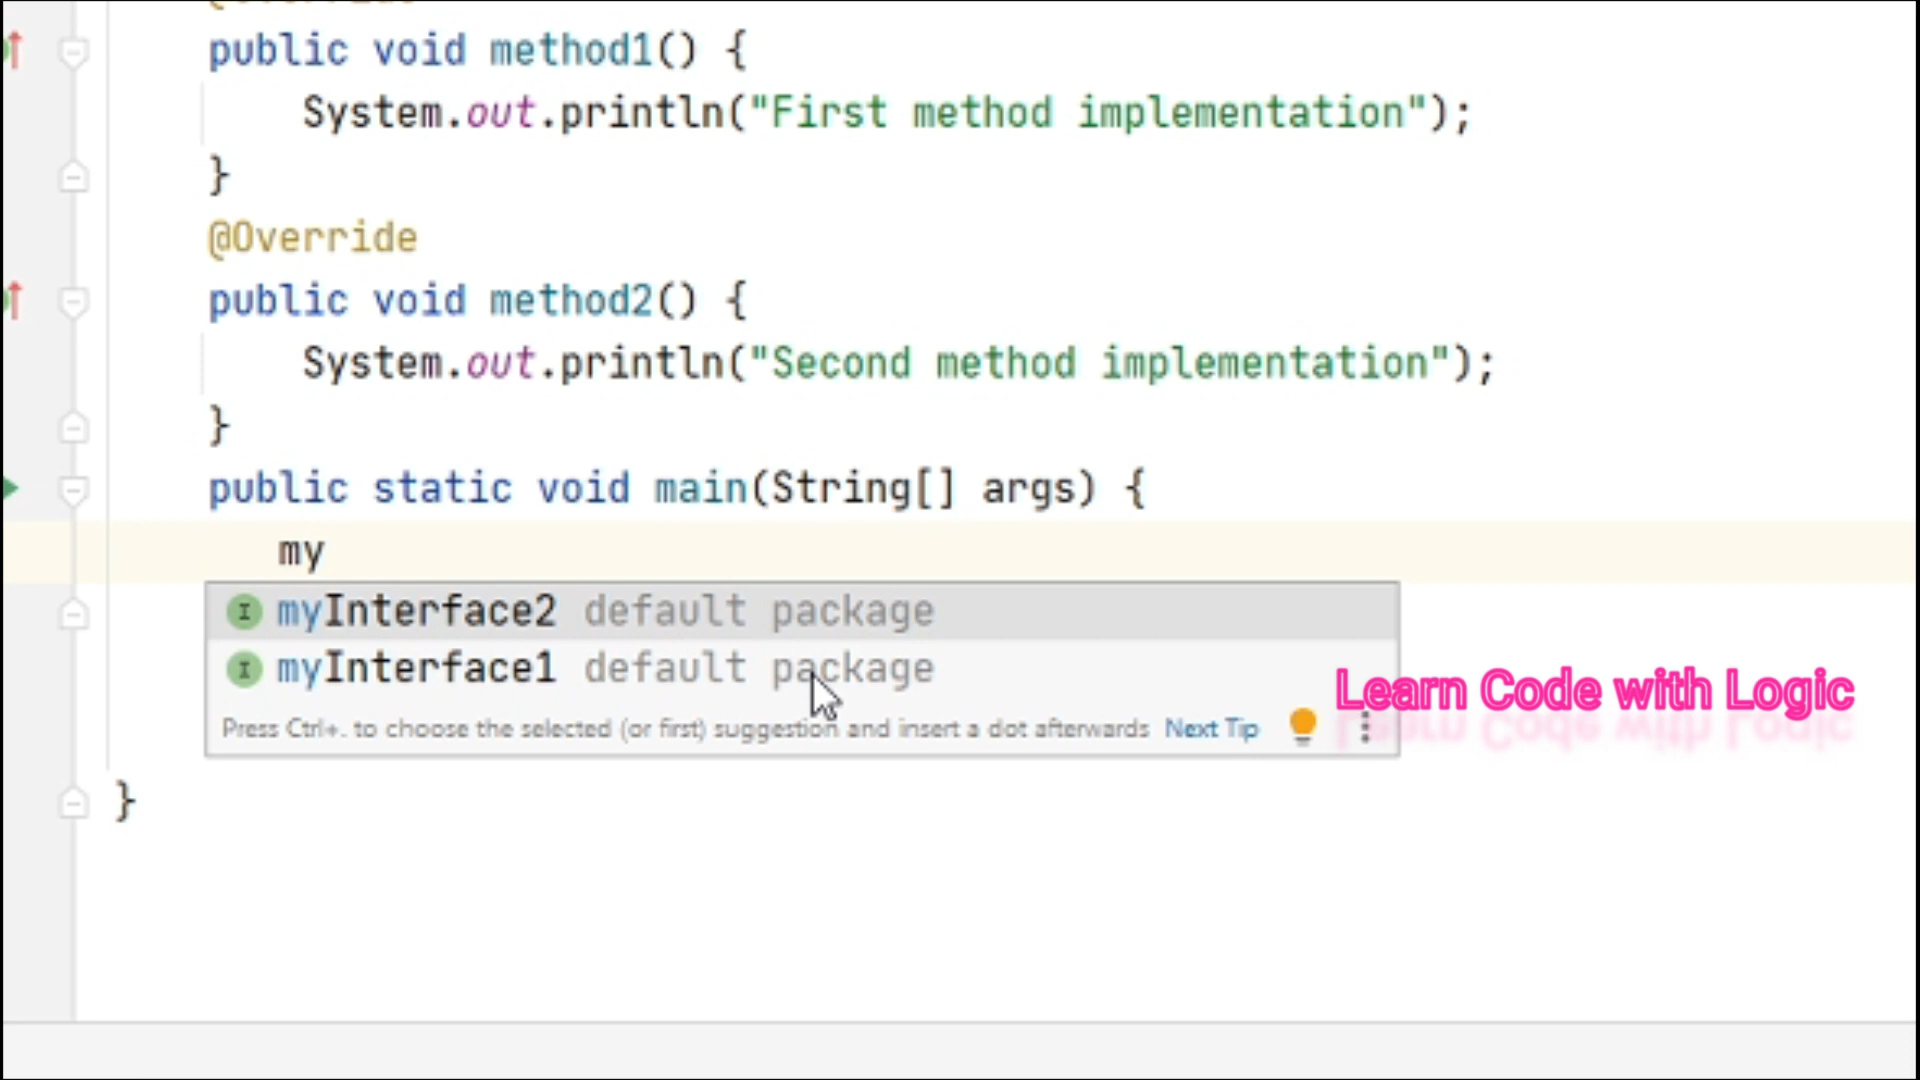 @Override
public void method1() {
System.out.println("First method implementation");
}
@Override
public void method2() {
System.out.println("Second method implementation");
}
public static void main(String[] args) {
my
myInterface2 default package
myInterface1 default package
Press Ctrl+. to choose the selected (or first) suggestion and insert a dot afterwards Next Tip
Learn Code with Logic
}